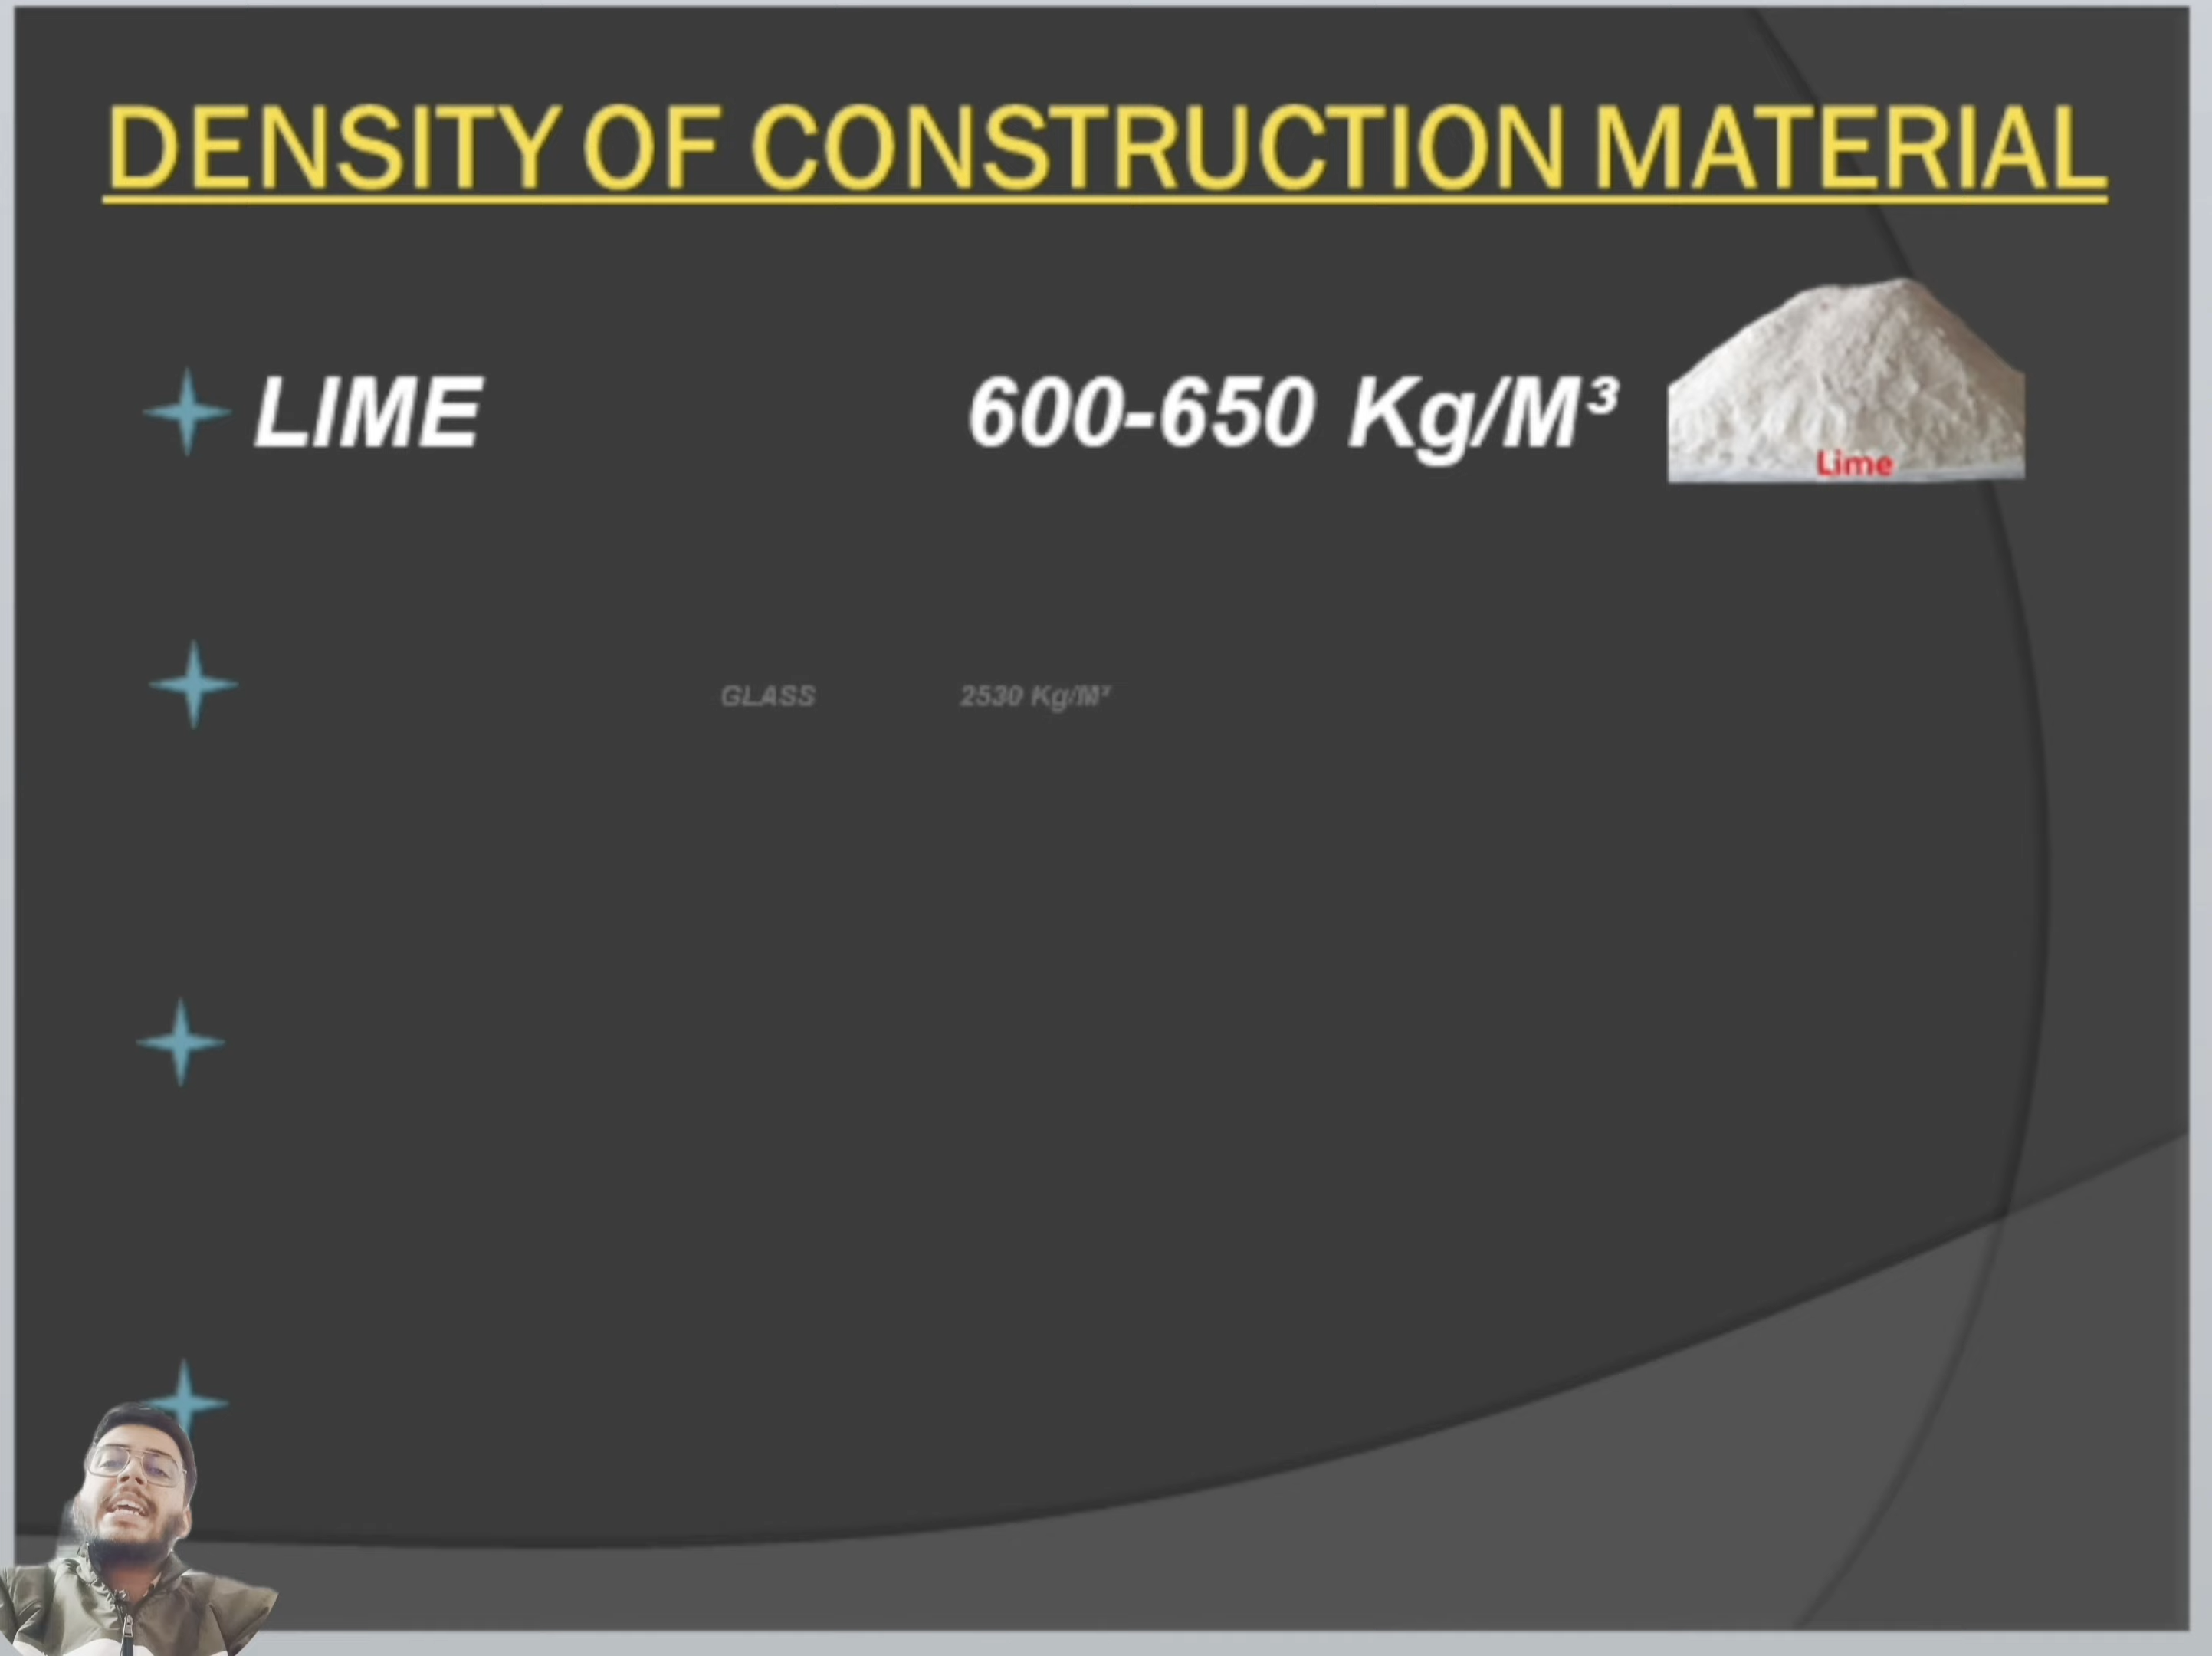 DENSITY OF CONSTRUCTION MATERIAL
LIME 600-650 Kg/M³
Lime
GLASS 2530 Kg/M³